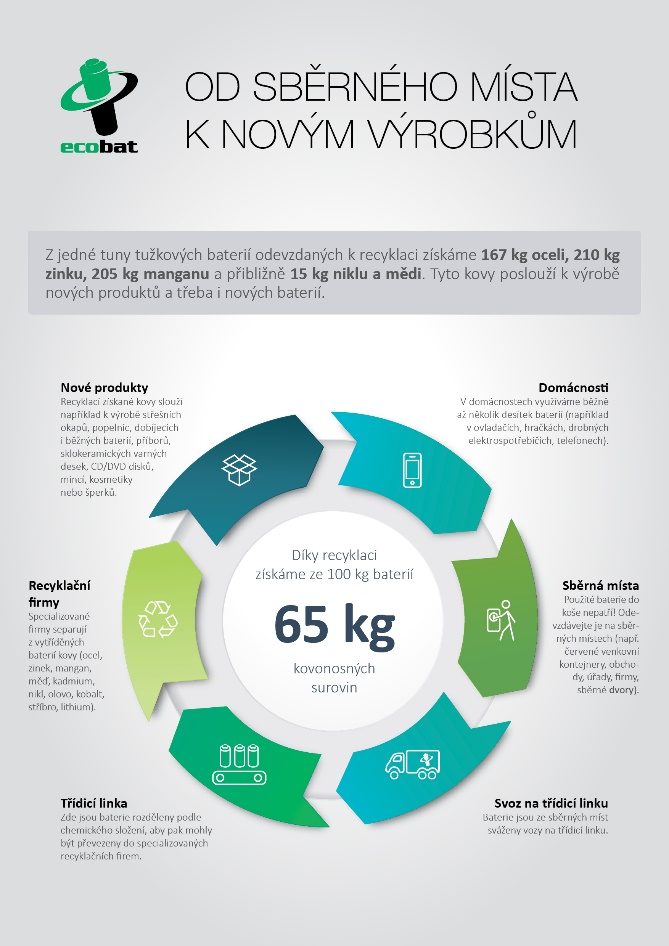 OD SBĚRNÉHO MÍSTA
K NOVÝM VÝROBKŮM
ecobat
Z jedné tuny tužkových baterií odevzdaných k recyklaci získáme 167 kg oceli, 210 kg
zinku, 205 kg manganu a přibližně 15 kg niklu a mědi. Tyto kovy poslouží k výrobě
nových produktů a třeba i nových baterií.
Nové produkty
Recyklací získané kovy slouží
například k výrobě střešních
okapů, popelnic, dobíjecích
i běžných baterií, příborů,
sklokeramických varných
desek, CD/DVD disků,
mincí, kosmetiky
nebo šperků.
Domácnosti
V domácnostech využíváme běžně
až několik desítek baterií (například
v ovladačích, hračkách, drobných
elektrospotřebičích, telefonech).
Díky recyklaci
získáme ze 100 kg baterií
65 kg
kovonosných
surovin
Recyklační
firmy
Specializované
firmy separují
z vytříděných
baterií kovy (ocel,
zinek, mangan,
měď, kadmium,
nikl, olovo, kobalt,
stříbro, lithium).
Sběrná místa
Použité baterie do
koše nepatří! Ode-
vzdávejte je na sběr-
ných místech (např.
červené venkovní
kontejnery, obcho-
dy, úřady, firmy,
sběrné dvory).
Třídicí linka
Zde jsou baterie rozděleny podle
chemického složení, aby pak mohly
být převezeny do specializovaných
recyklačních firem.
Svoz na třídicí linku
Baterie jsou ze sběrných míst
sváženy vozy na třídicí linku.